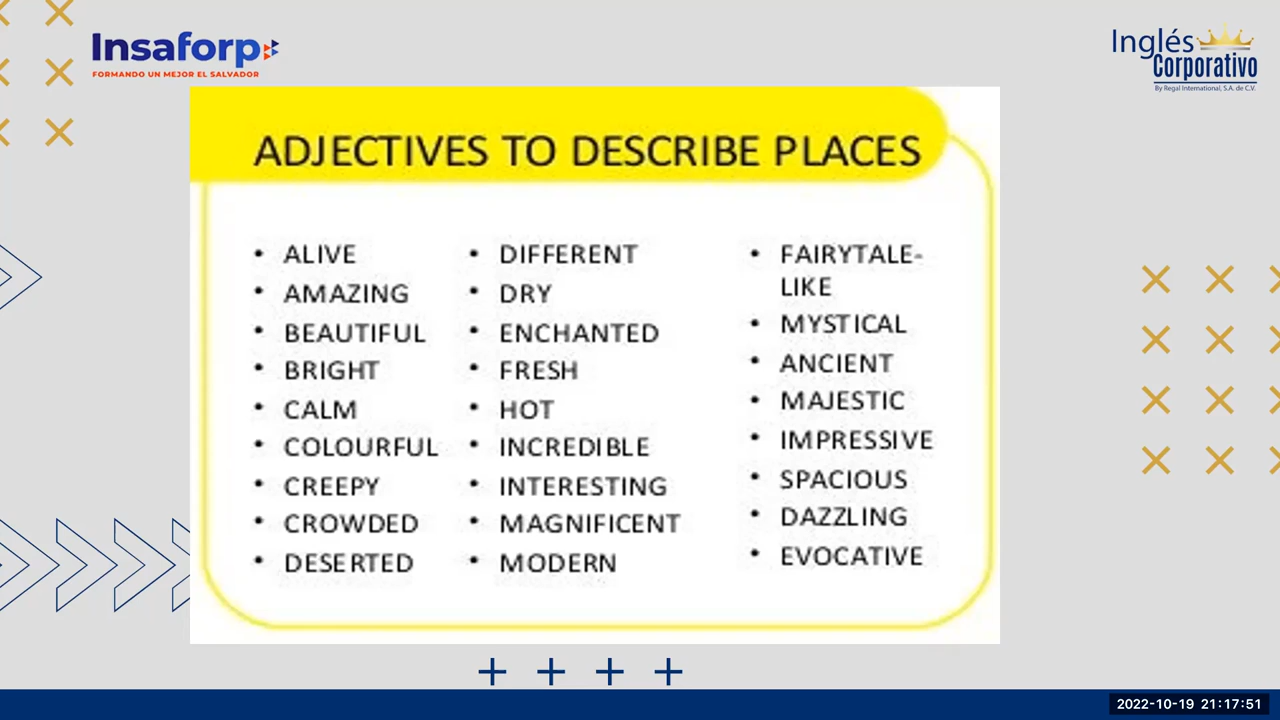 Insaforp
FORMANDO UN MEJOR EL SALVADOR
Inglés
Corporativo
By Regal International, S.A. de C.V.
ADJECTIVES TO DESCRIBE PLACES
• ALIVE
• AMAZING
• BEAUTIFUL
• BRIGHT
• CALM
• COLOURFUL
• CREEPY
• CROWDED
• DESERTED
• DIFFERENT
• DRY
• ENCHANTED
• FRESH
• HOT
• INCREDIBLE
• INTERESTING
• MAGNIFICENT
• MODERN
• FAIRYTALE-
LIKE
• MYSTICAL
• ANCIENT
• MAJESTIC
• IMPRESSIVE
• SPACIOUS
• DAZZLING
• EVOCATIVE
2022-10-19 21:17:51